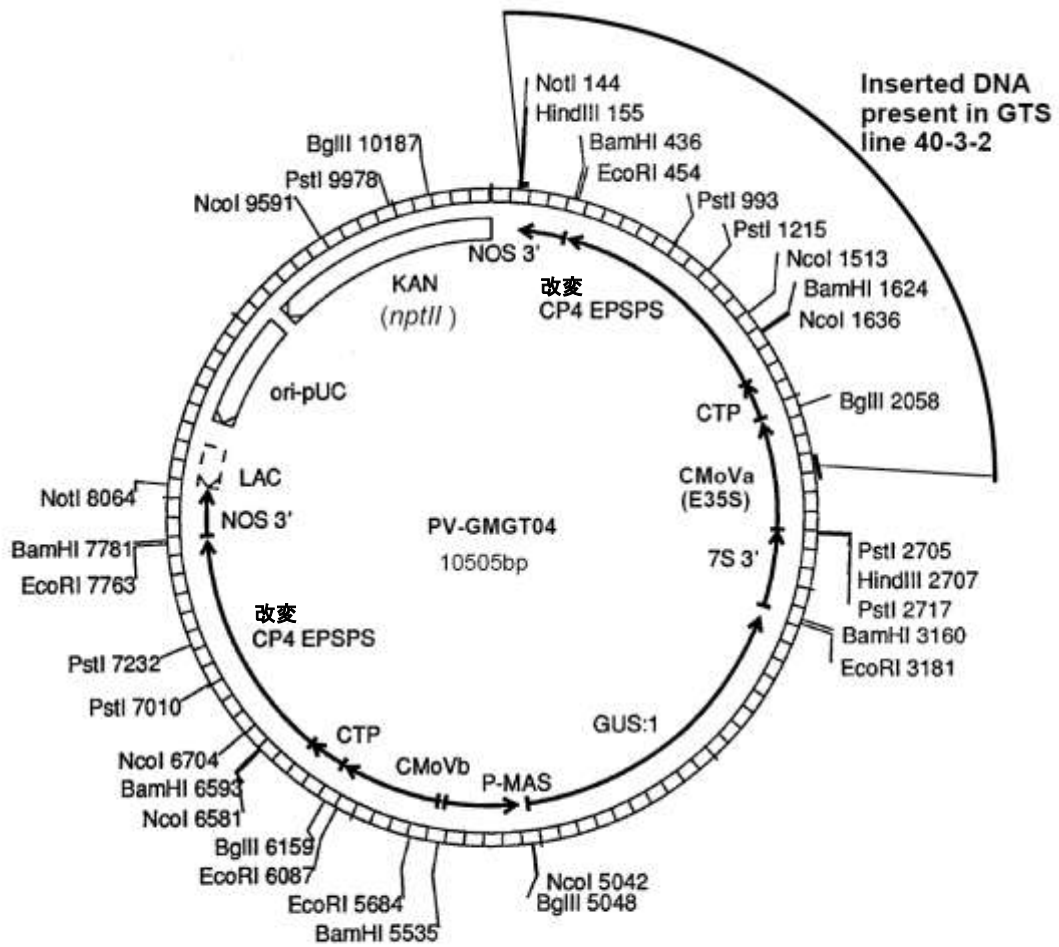 Inserted DNA
present in GTS
line 40-3-2
NotI 144
HindIII 155
BamHI 436
EcoRI 454
PstI 993
PstI 1215
NcoI 1513
BamHI 1624
NcoI 1636
BglII 2058
PstI 2705
HindIII 2707
PstI 2717
BamHI 3160
EcoRI 3181
NcoI 5042
BglII 5048
BamHI 5535
EcoRI 5684
EcoRI 6087
BglII 6159
NcoI 6581
BamHI 6593
NcoI 6704
PstI 7010
PstI 7232
EcoRI 7763
BamHI 7781
NotI 8064
NcoI 9591
PstI 9978
BglII 10187
NOS 3'
改変
CP4 EPSPS
CTP
CMoVa
(E35S)
7S 3'
GUS:1
P-MAS
CMoVb
CTP
改変
CP4 EPSPS
NOS 3'
LAC
ori-pUC
KAN
(nptII )
PV-GMGT04
10505bp